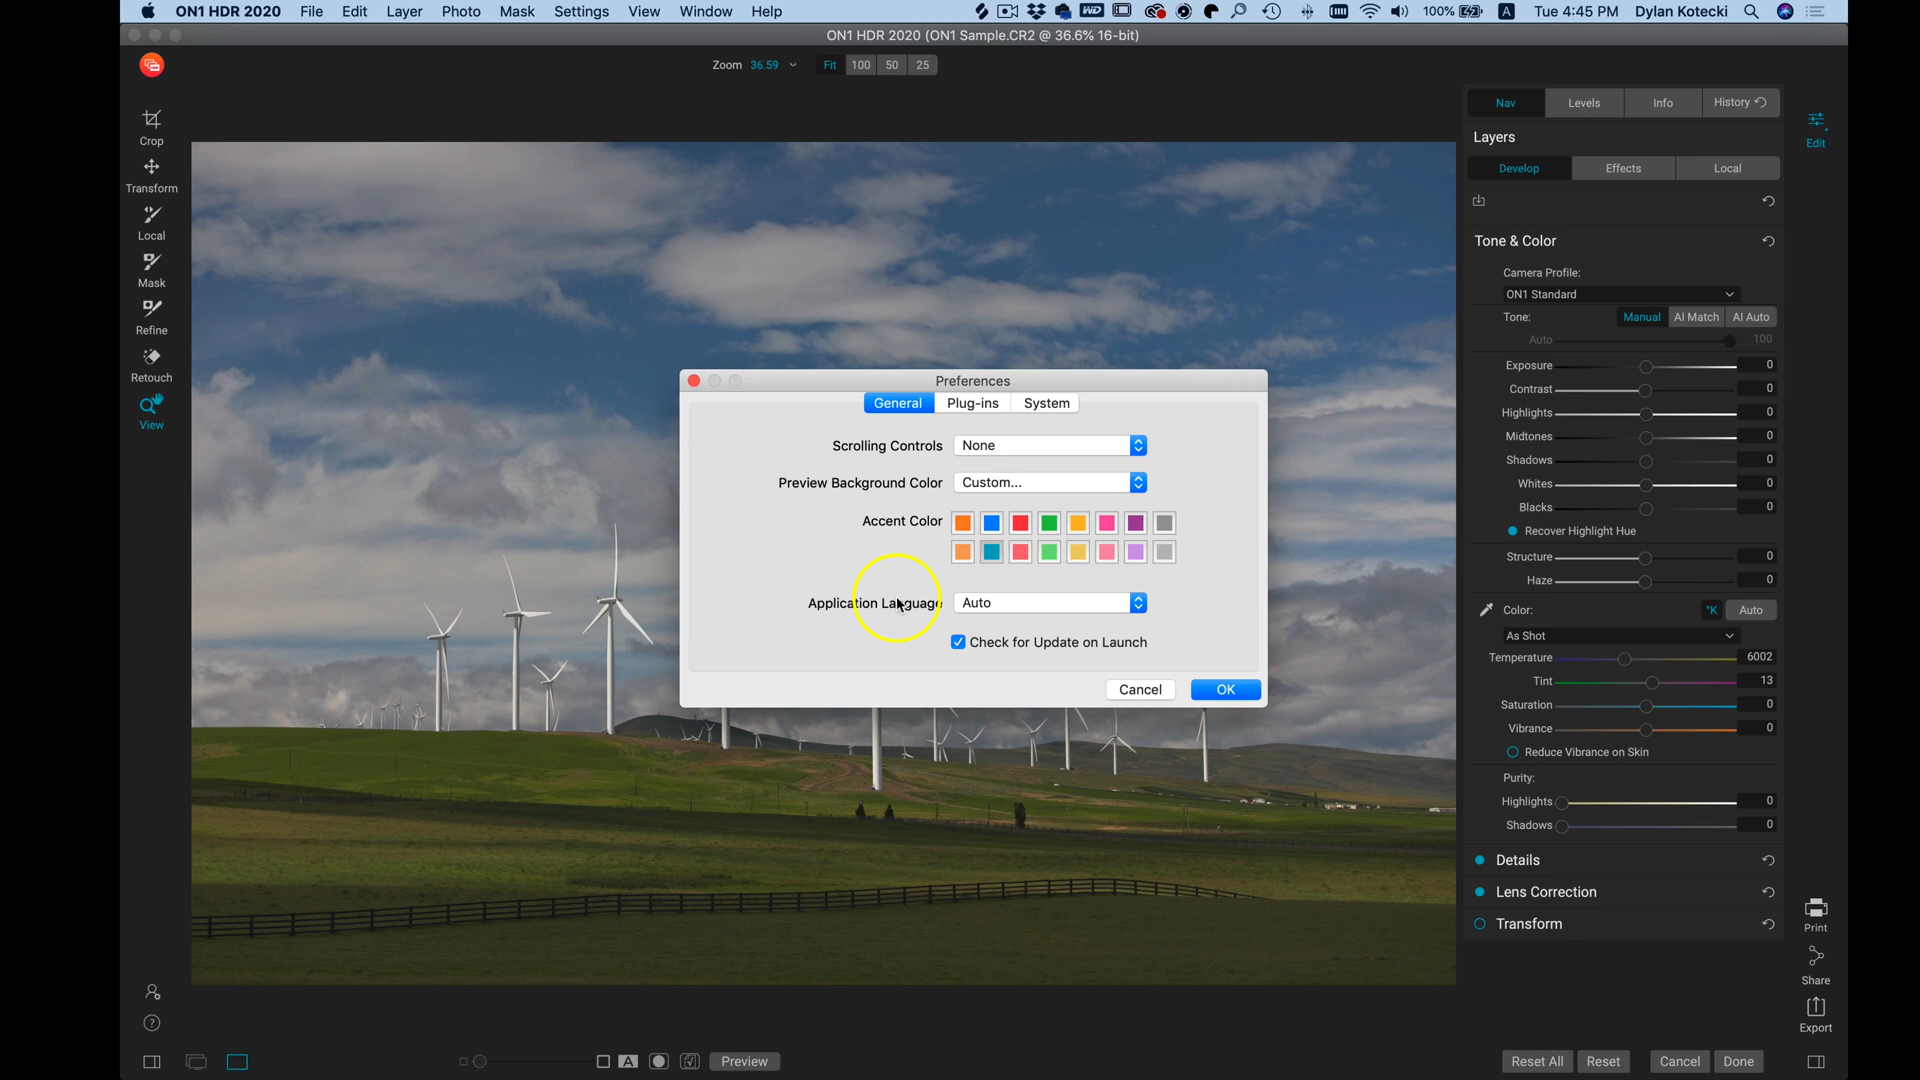 ON1 HDR 2020 File Edit Layer Photo Mask Settings View Window Help 100% A Tue 4:45 PM Dylan Kotecki
ON1 HDR 2020 (ON1 Sample.CR2 @ 36.6% 16-bit)
Zoom 36.59 Fit 100 50 25
Nav Levels Info History
Crop
Transform
Local
Mask
Refine
Retouch
View
Edit
Layers
Develop Effects Local
Tone & Color
Camera Profile:
ON1 Standard
Tone: Manual AI Match AI Auto
Auto 100
Exposure 0
Contrast 0
Highlights 0
Midtones 0
Shadows 0
Whites 0
Blacks 0
Recover Highlight Hue
Structure 0
Haze 0
Color: °K Auto
As Shot
Temperature 6002
Tint 13
Saturation 0
Vibrance 0
Reduce Vibrance on Skin
Purity:
Highlights 0
Shadows 0
Details
Lens Correction
Transform
Preferences
General Plug-ins System
Scrolling Controls None
Preview Background Color Custom...
Accent Color
Application Language Auto
Check for Update on Launch
Cancel OK
Print
Share
Export
?
A Preview
Reset All Reset Cancel Done